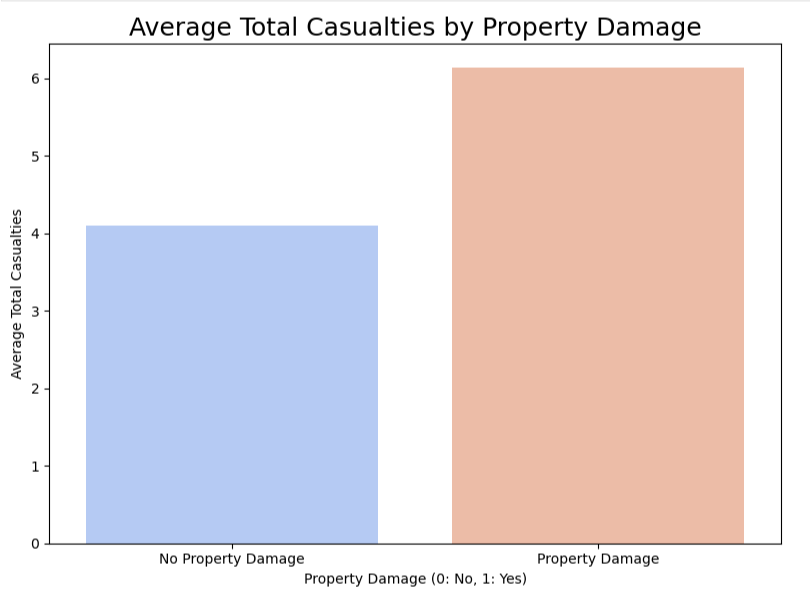 Average Total Casualties by Property Damage
6
5
4
3
2
1
0
Average Total Casualties
No Property Damage
Property Damage
Property Damage (0: No, 1: Yes)